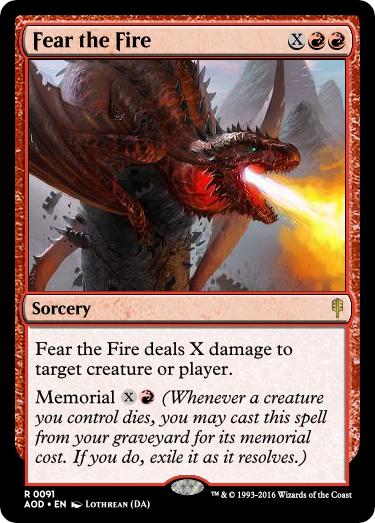 Fear the Fire X R R
Sorcery
Fear the Fire deals X damage to
target creature or player.
Memorial X R (Whenever a creature
you control dies, you may cast this spell
from your graveyard for its memorial
cost. If you do, exile it as it resolves.)
R 0091
AOD • EN LOTHREAN (DA)
™ & © 1993-2016 Wizards of the Coast